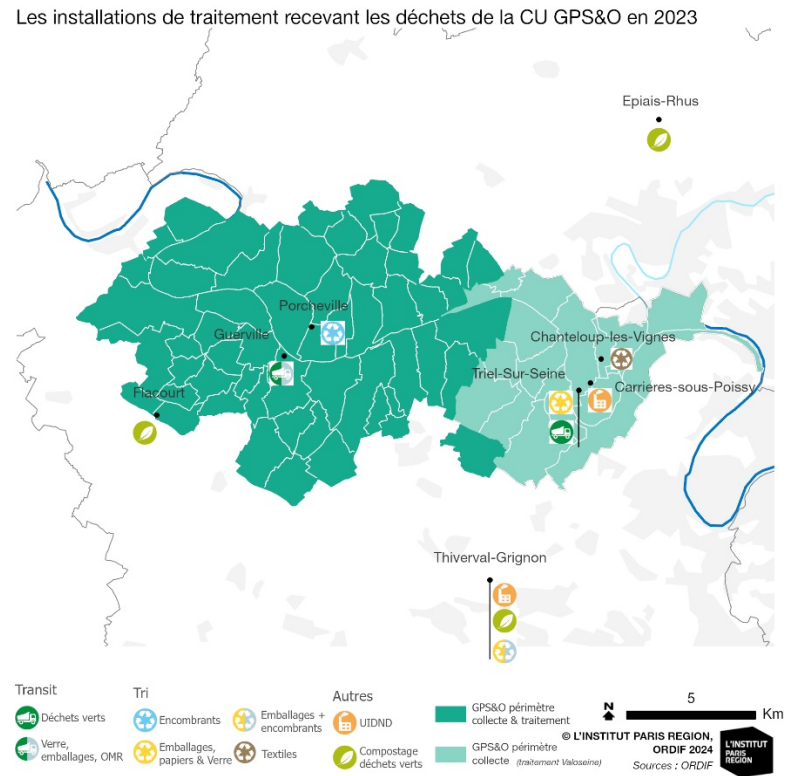 Les installations de traitement recevant les déchets de la CU GPS&O en 2023
Epiais-Rhus
Porcheville
Guerville
Chanteloup-les-Vignes
Triel-Sur-Seine
Carrieres-sous-Poissy
Flacourt
Thiverval-Grignon
Transit
Déchets verts
Verre,
emballages, OMR
Tri
Encombrants
Emballages,
papiers & Verre
Emballages +
encombrants
Textiles
Autres
UIDND
Compostage
déchets verts
GPS&O périmètre
collecte & traitement
GPS&O périmètre
collecte (traitement Valoseine)
N
5
Km
© L'INSTITUT PARIS REGION,
ORDIF 2024
Sources : ORDIF
L'INSTITUT
PARIS
REGION